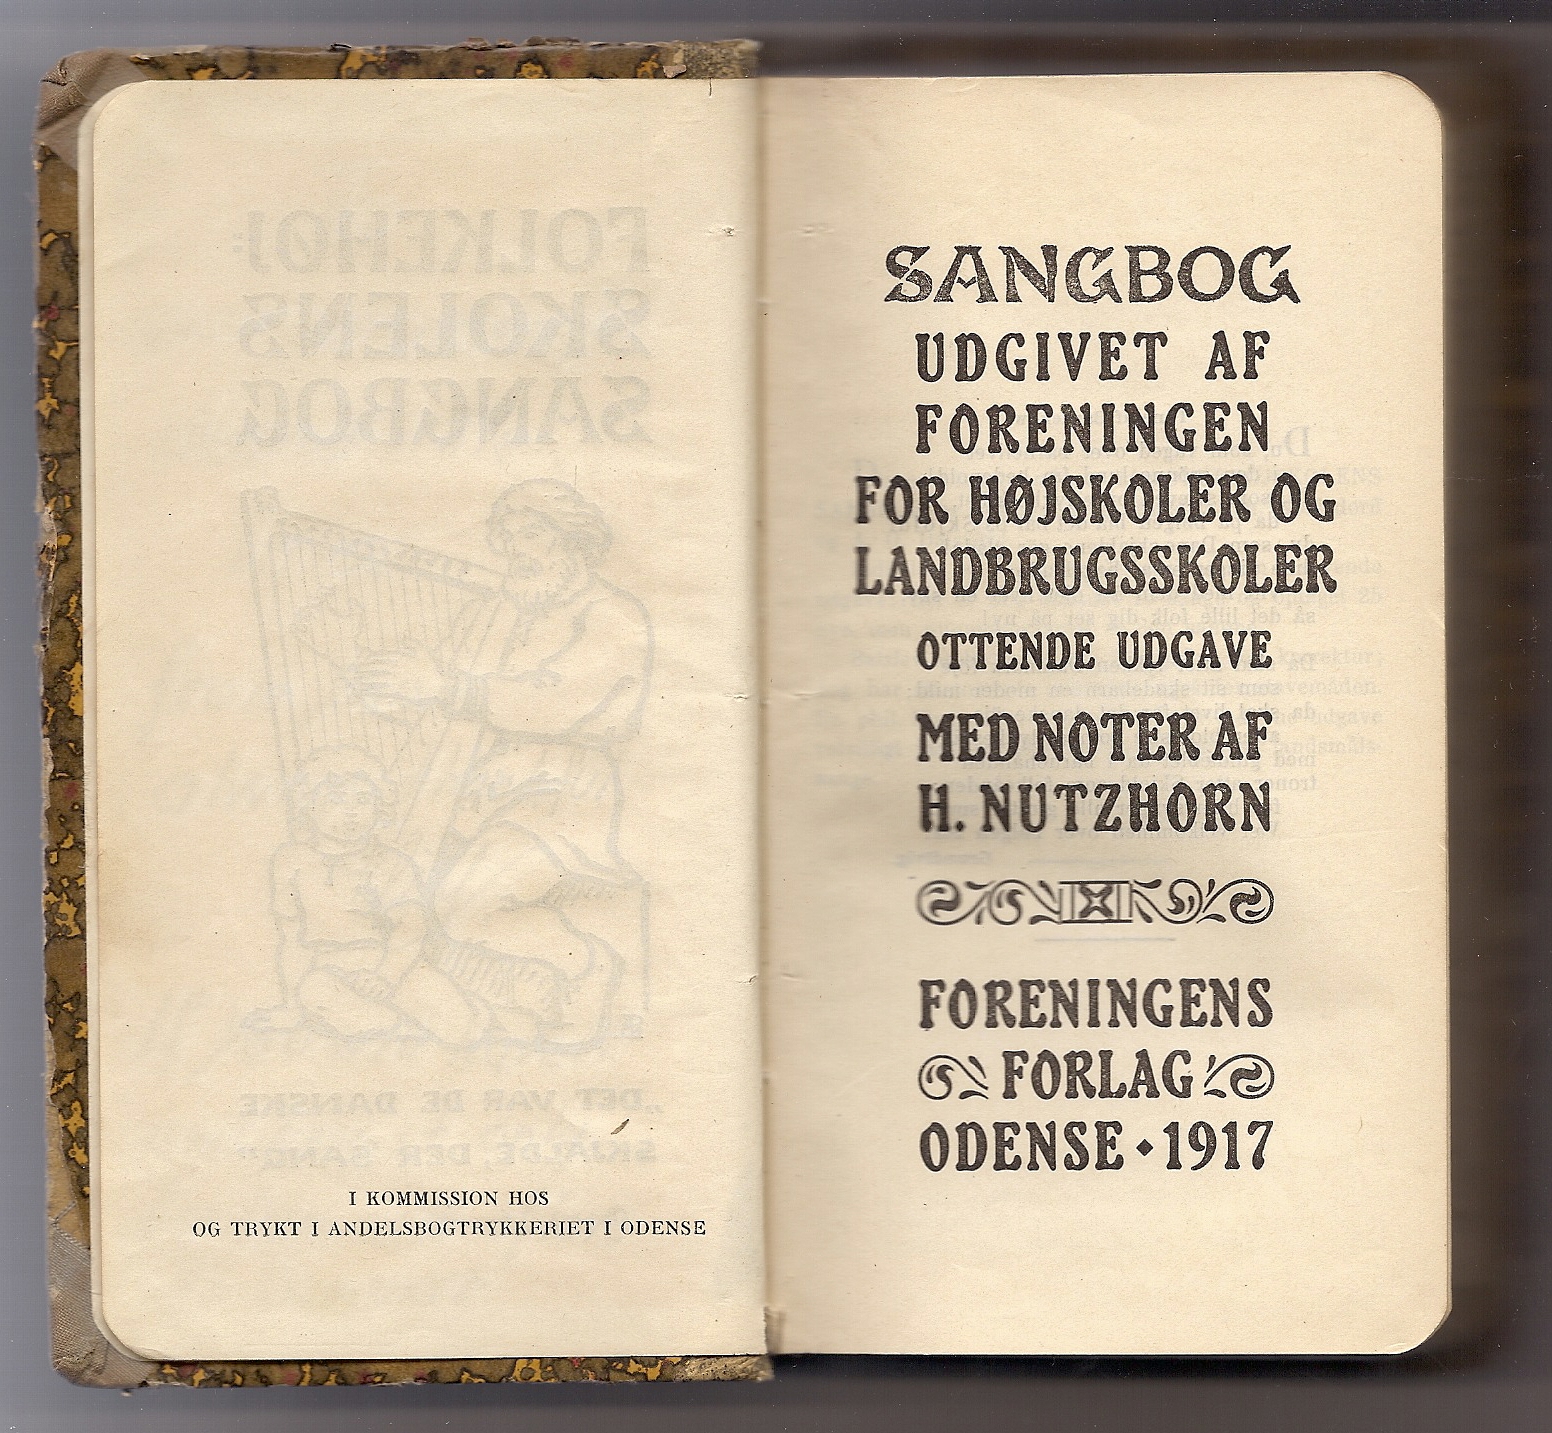 I KOMMISSION HOS
OG TRYKT I ANDELSBOGTRYKKERIET I ODENSE
SANGBOG
UDGIVET AF
FORENINGEN
FOR HØJSKOLER OG
LANDBRUGSSKOLER
OTTENDE UDGAVE
MED NOTER AF
H. NUTZHORN
FORENINGENS
FORLAG
ODENSE ⬥ 1917